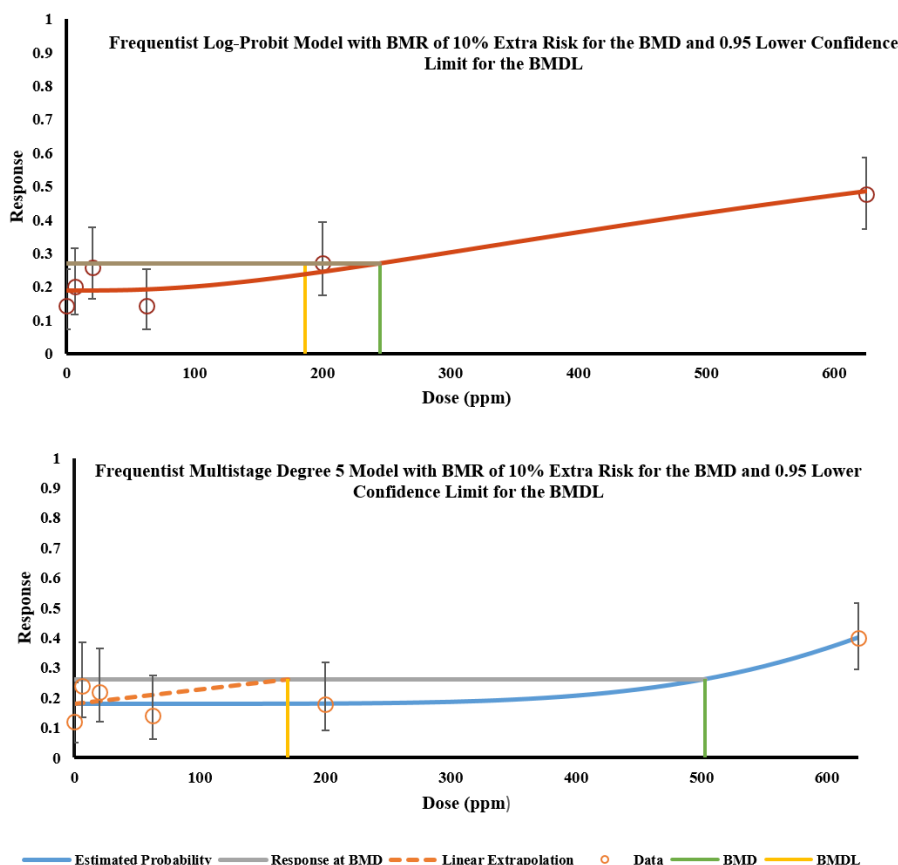 Frequentist Log-Probit Model with BMR of 10% Extra Risk for the BMD and 0.95 Lower Confidence
Limit for the BMDL
1
0.9
0.8
0.7
0.6
0.5
0.4
0.3
0.2
0.1
0
Response
0 100 200 300 400 500 600
Dose (ppm)
Frequentist Multistage Degree 5 Model with BMR of 10% Extra Risk for the BMD and 0.95 Lower
Confidence Limit for the BMDL
1
0.9
0.8
0.7
0.6
0.5
0.4
0.3
0.2
0.1
0
Response
0 100 200 300 400 500 600
Dose (ppm)
Estimated Probability Response at BMD Linear Extrapolation Data BMD BMDL